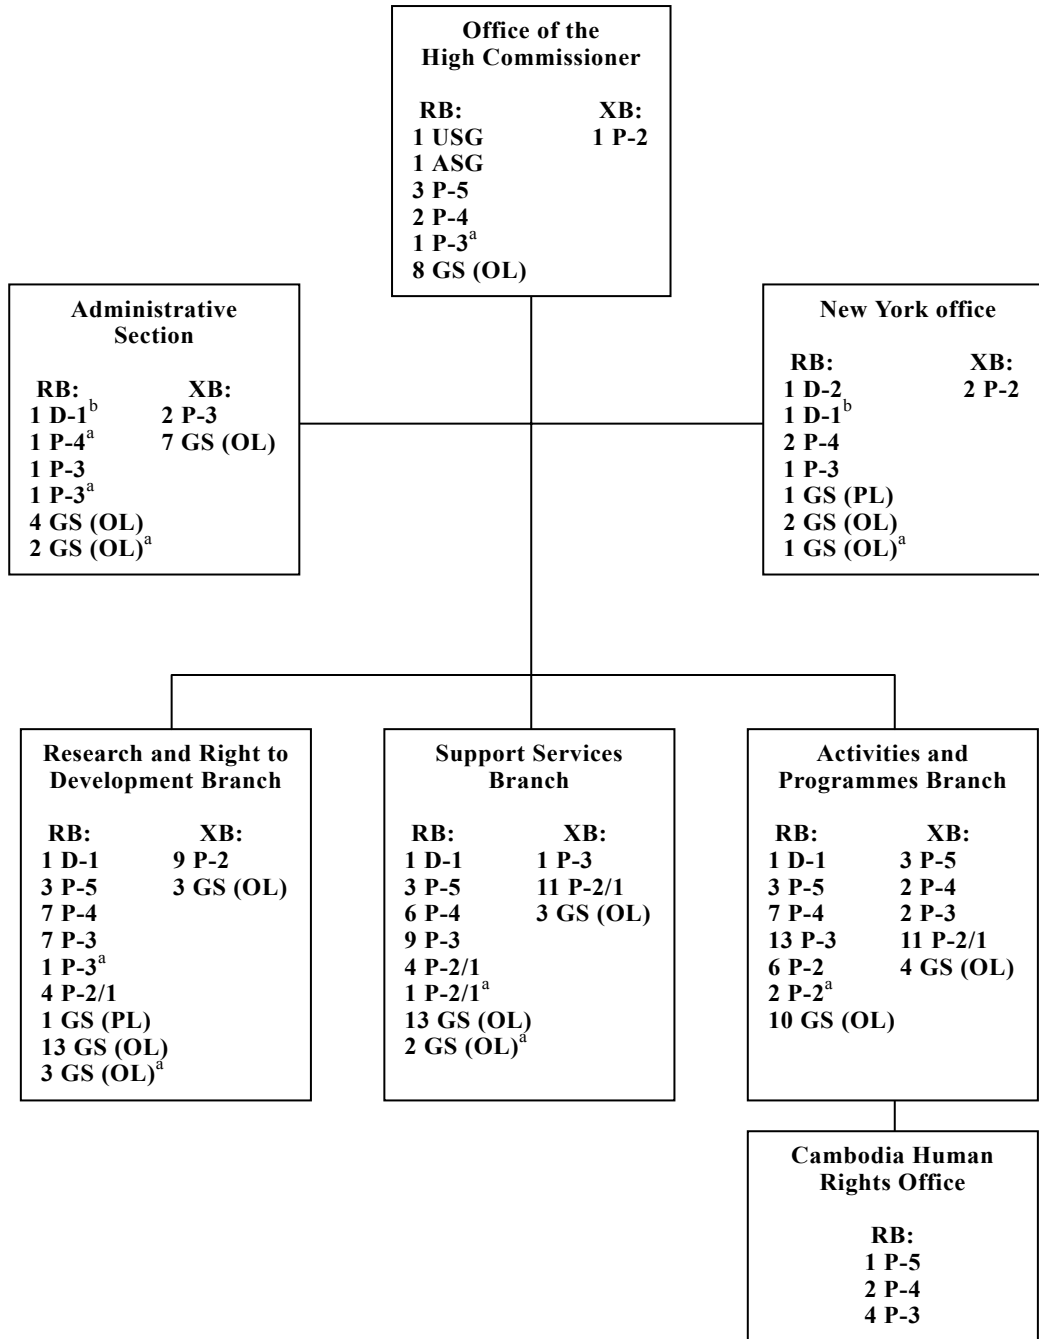 Office of the
High Commissioner
RB: XB:
1 USG 1 P-2
1 ASG
3 P-5
2 P-4
1 P-3a
8 GS (OL)
Administrative
Section
RB: XB:
1 D-1b 2 P-3
1 P-4a 7 GS (OL)
1 P-3
1 P-3a
4 GS (OL)
2 GS (OL)a
New York office
RB: XB:
1 D-2 2 P-2
1 D-1b
2 P-4
1 P-3
1 GS (PL)
2 GS (OL)
1 GS (OL)a
Research and Right to
Development Branch
RB: XB:
1 D-1 9 P-2
3 P-5 3 GS (OL)
7 P-4
7 P-3
1 P-3a
4 P-2/1
1 GS (PL)
13 GS (OL)
3 GS (OL)a
Support Services
Branch
RB: XB:
1 D-1 1 P-3
3 P-5 11 P-2/1
6 P-4 3 GS (OL)
9 P-3
4 P-2/1
1 P-2/1a
13 GS (OL)
2 GS (OL)a
Activities and
Programmes Branch
RB: XB:
1 D-1 3 P-5
3 P-5 2 P-4
7 P-4 2 P-3
13 P-3 11 P-2/1
6 P-2 4 GS (OL)
2 P-2a
10 GS (OL)
Cambodia Human
Rights Office
RB:
1 P-5
2 P-4
4 P-3